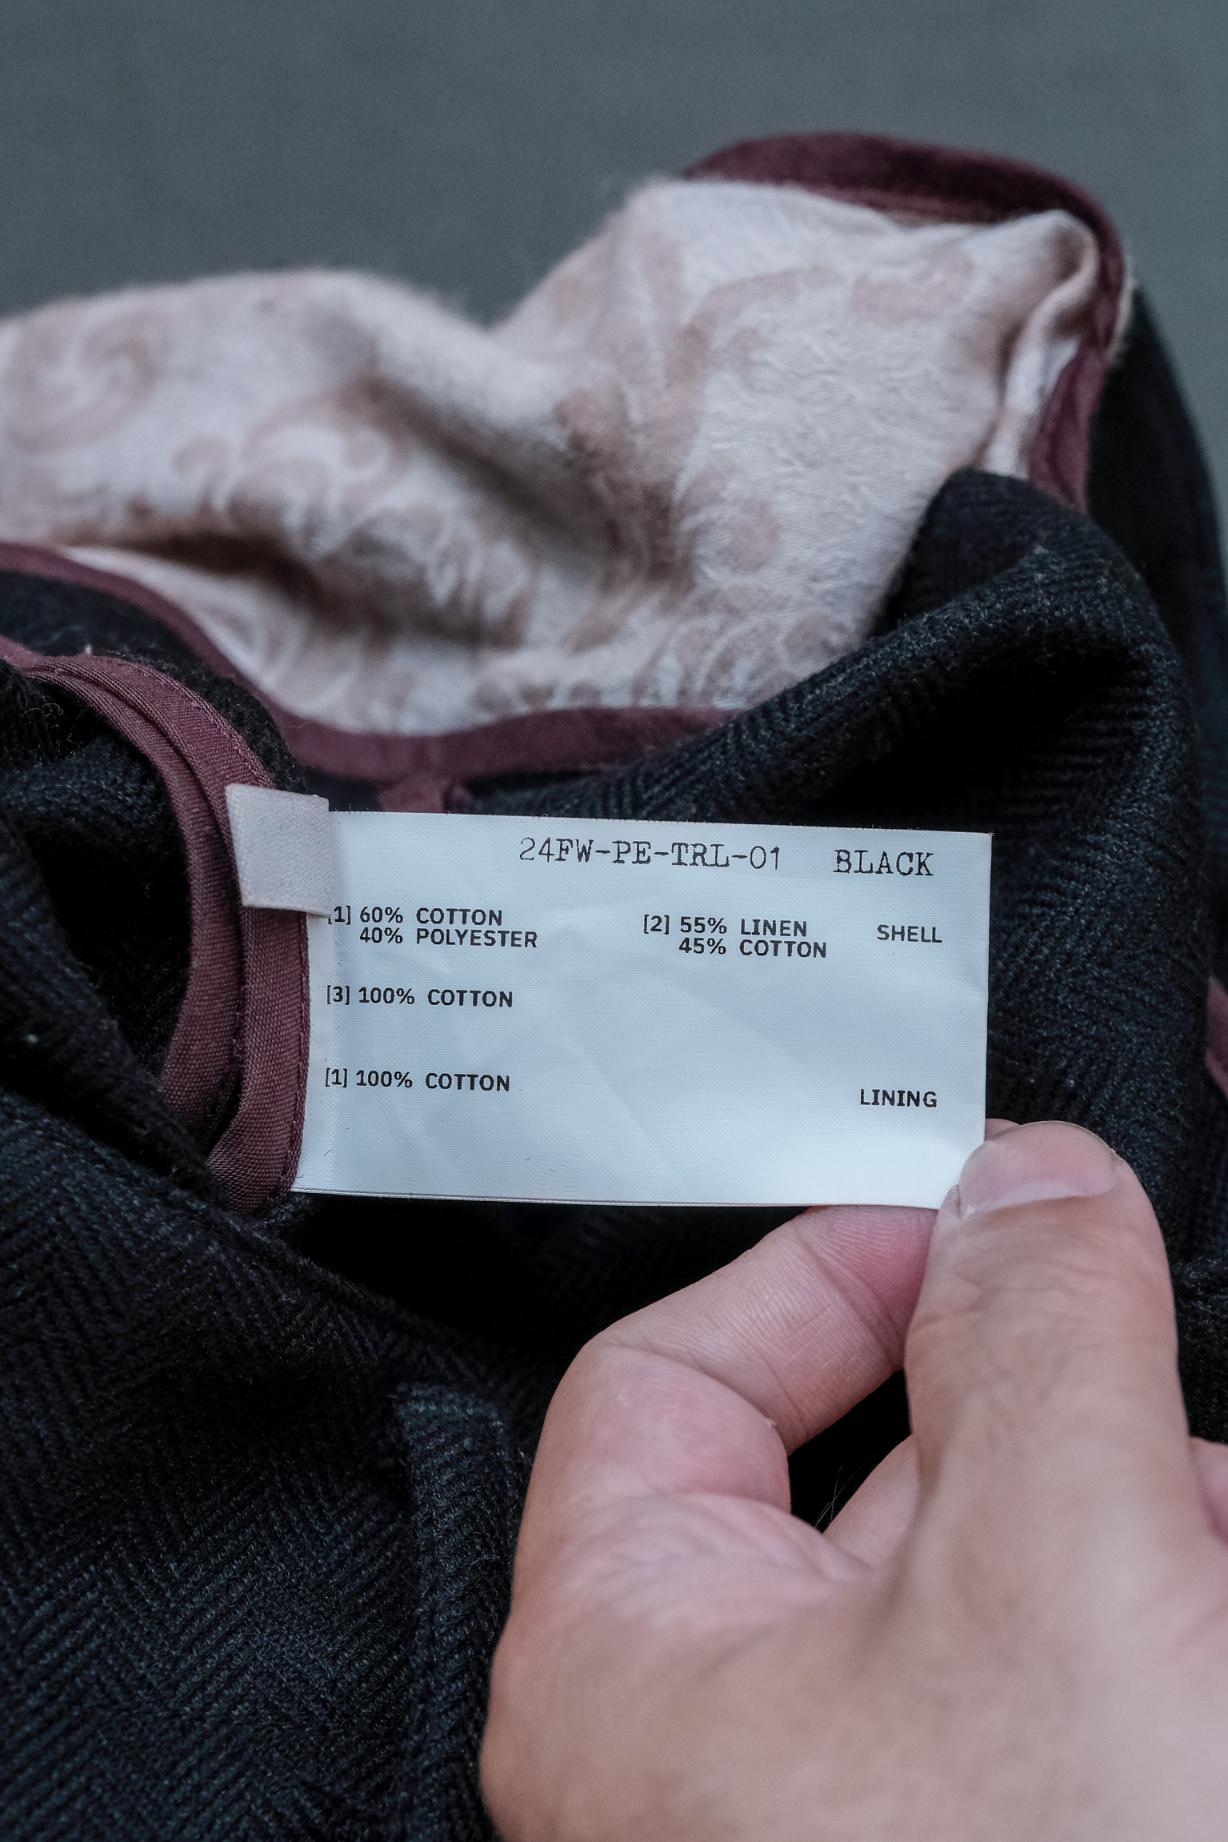 24FW-PE-TRL-01 BLACK
[1] 60% COTTON [2] 55% LINEN SHELL
40% POLYESTER 45% COTTON
[3] 100% COTTON
[1] 100% COTTON
LINING